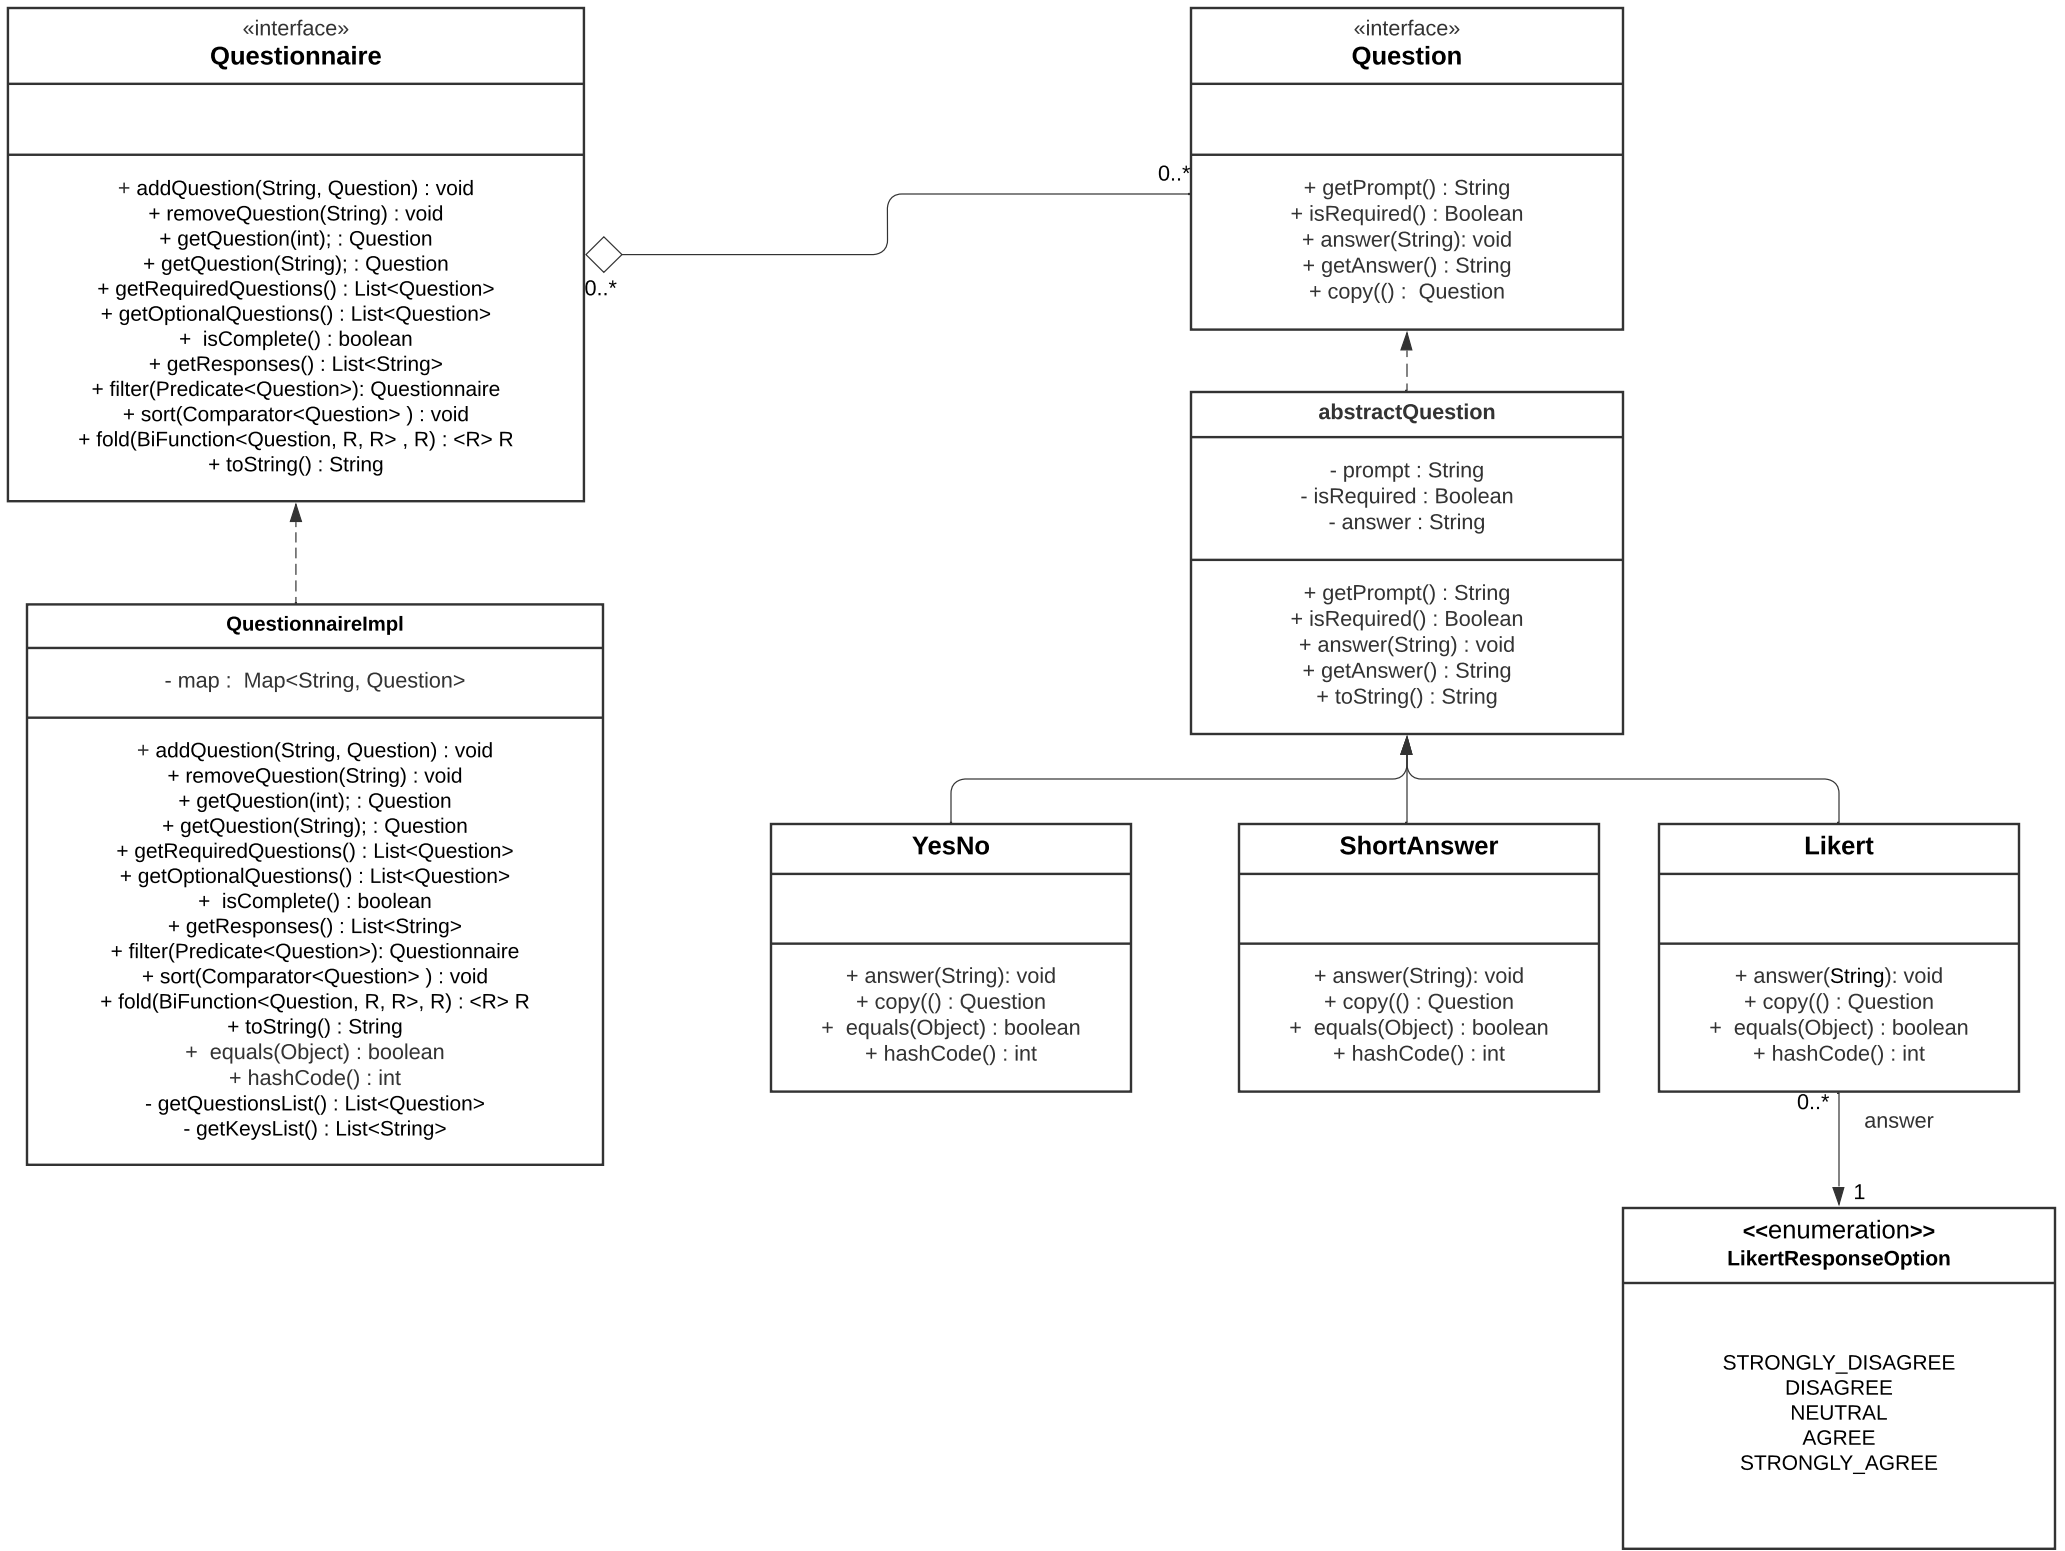 «interface»
Questionnaire
+ addQuestion(String, Question) : void
+ removeQuestion(String) : void
+ getQuestion(int); : Question
+ getQuestion(String); : Question
+ getRequiredQuestions() : List<Question>
+ getOptionalQuestions() : List<Question>
+  isComplete() : boolean
+ getResponses() : List<String>
+ filter(Predicate<Question>): Questionnaire
+ sort(Comparator<Question> ) : void
+ fold(BiFunction<Question, R, R> , R) : <R> R
+ toString() : String
0..*
0..*
«interface»
Question
+ getPrompt() : String
+ isRequired() : Boolean
+ answer(String): void
+ getAnswer() : String
+ copy(() :  Question
abstractQuestion
- prompt : String
- isRequired : Boolean
- answer : String
+ getPrompt() : String
+ isRequired() : Boolean
+ answer(String) : void
+ getAnswer() : String
+ toString() : String
QuestionnaireImpl
- map :  Map<String, Question>
+ addQuestion(String, Question) : void
+ removeQuestion(String) : void
+ getQuestion(int); : Question
+ getQuestion(String); : Question
+ getRequiredQuestions() : List<Question>
+ getOptionalQuestions() : List<Question>
+  isComplete() : boolean
+ getResponses() : List<String>
+ filter(Predicate<Question>): Questionnaire
+ sort(Comparator<Question> ) : void
+ fold(BiFunction<Question, R, R>, R) : <R> R
+ toString() : String
+  equals(Object) : boolean
+ hashCode() : int
- getQuestionsList() : List<Question>
- getKeysList() : List<String>
YesNo
+ answer(String): void
+ copy(() : Question
+  equals(Object) : boolean
+ hashCode() : int
ShortAnswer
+ answer(String): void
+ copy(() : Question
+  equals(Object) : boolean
+ hashCode() : int
Likert
+ answer(String): void
+ copy(() : Question
+  equals(Object) : boolean
+ hashCode() : int
0..*
answer
1
<<enumeration>>
LikertResponseOption
STRONGLY_DISAGREE
DISAGREE
NEUTRAL
AGREE
STRONGLY_AGREE